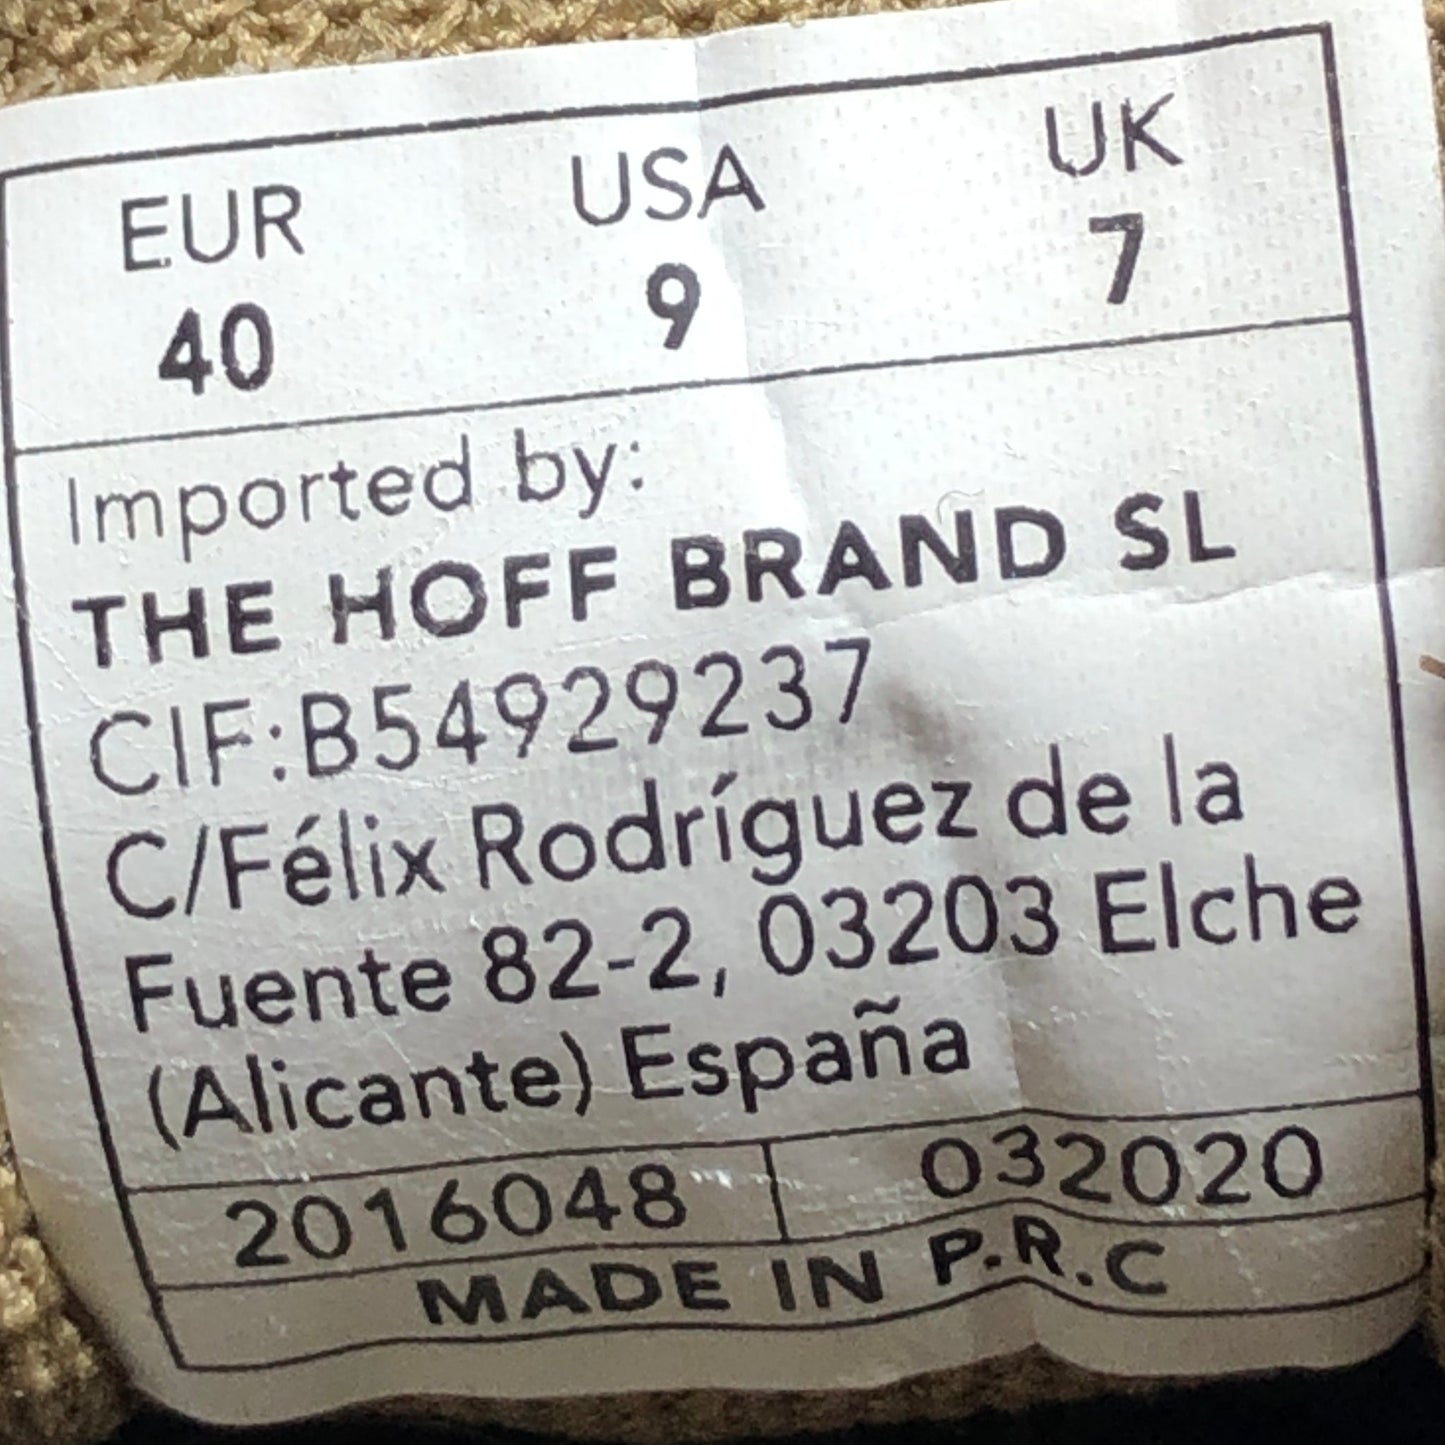 EUR USA UK
40 9 7
Imported by:
THE HOFF BRAND SL
CIF:B54929237
C/Félix Rodríguez de la
Fuente 82-2, 03203 Elche
(Alicante) España
2016048 032020
MADE IN P.R.C